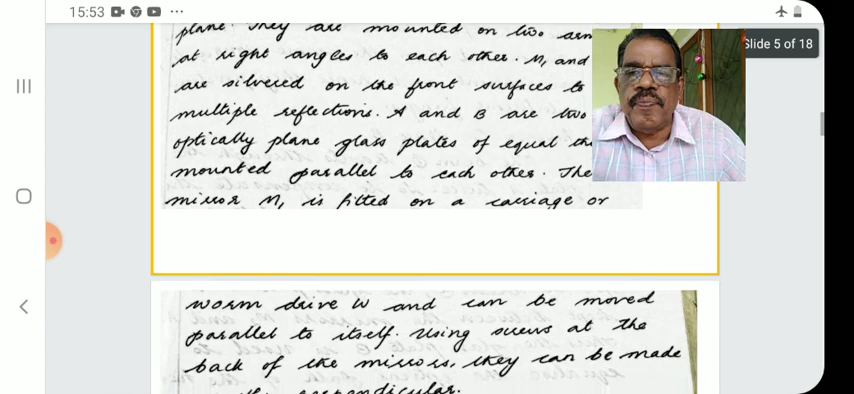 15:53
Slide 5 of 18
plane. They are mounted on two arm
at right angles to each other. M, and
are silvered on the front surfaces to
multiple reflections. A and B are two
optically plane glass plates of equal th
mounted parallel to each other. The
mirror M, is fitted on a carriage or
worm drive W and can be moved
parallel to itself. Using screws at the
back of the mirrors, they can be made
perpendicular.